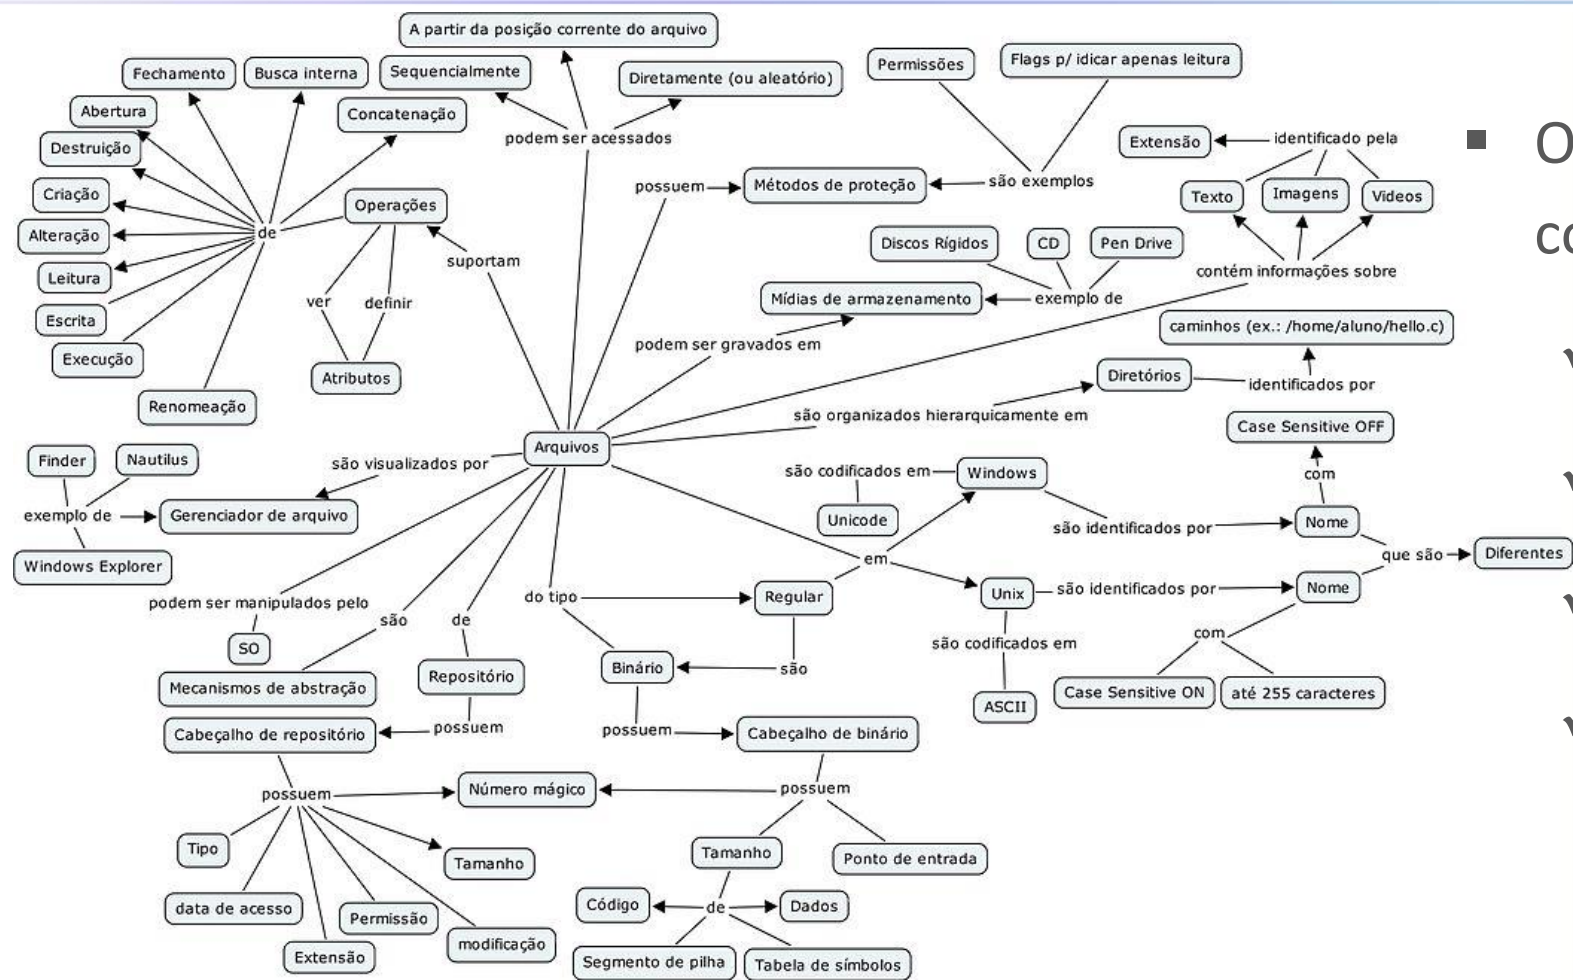 A partir da posição corrente do arquivo
Fechamento
Busca interna
Sequencialmente
Diretamente (ou aleatório)
Permissões
Flags p/ idicar apenas leitura
Abertura
Concatenação
podem ser acessados
Extensão
identificado pela
Destruição
Criação
Operações
possuem
Métodos de proteção
são exemplos
Texto
Imagens
Videos
Alteração
de
suportam
Discos Rígidos
CD
Pen Drive
contém informações sobre
Leitura
ver
definir
Mídias de armazenamento
exemplo de
Escrita
caminhos (ex.: /home/aluno/hello.c)
Execução
podem ser gravados em
Atributos
Diretórios
identificados por
Renomeação
são organizados hierarquicamente em
Case Sensitive OFF
Arquivos
Finder
Nautilus
são visualizados por
são codificados em
Windows
com
exemplo de
Gerenciador de arquivo
Unicode
são identificados por
Nome
Windows Explorer
em
que são
Diferentes
podem ser manipulados pelo
são
de
do tipo
Regular
Unix
são identificados por
Nome
SO
são codificados em
com
Mecanismos de abstração
Repositório
Binário
são
Case Sensitive ON
até 255 caracteres
ASCII
Cabeçalho de repositório
possuem
possuem
Cabeçalho de binário
possuem
Número mágico
possuem
Tipo
Tamanho
Tamanho
Ponto de entrada
data de acesso
Permissão
Código
de
Dados
Extensão
modificação
Segmento de pilha
Tabela de símbolos